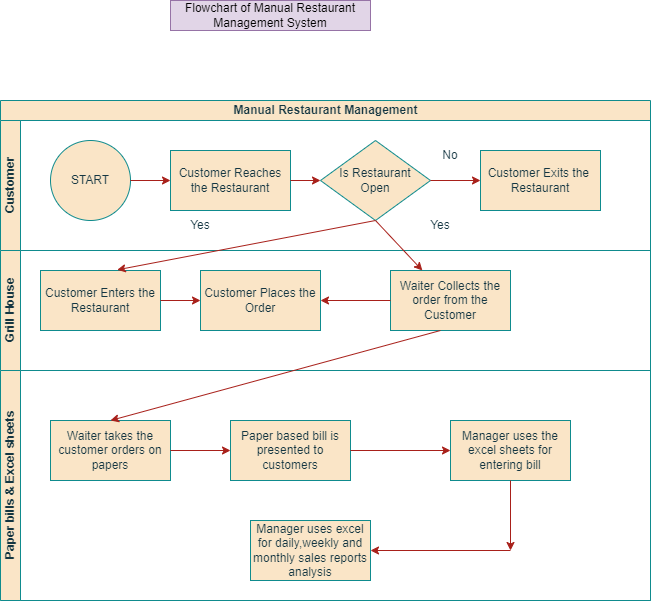 Flowchart of Manual Restaurant
Management System
Manual Restaurant Management
Customer
START
Customer Reaches
the Restaurant
Is Restaurant
Open
No
Customer Exits the
Restaurant
Yes
Yes
Grill House
Customer Enters the
Restaurant
Customer Places the
Order
Waiter Collects the
order from the
Customer
Paper bills & Excel sheets
Waiter takes the
customer orders on
papers
Paper based bill is
presented to
customers
Manager uses the
excel sheets for
entering bill
Manager uses excel
for daily,weekly and
monthly sales reports
analysis